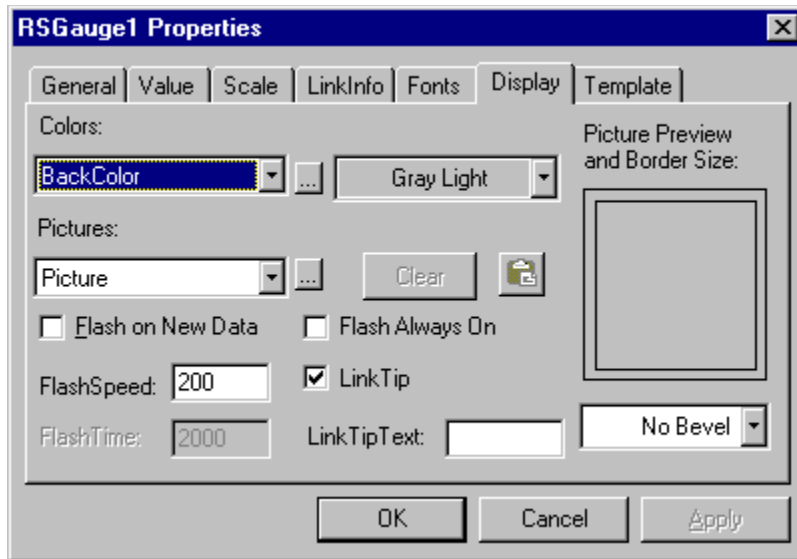 RSGauge1 Properties
General Value Scale LinkInfo Fonts Display Template
Colors:
Picture Preview
and Border Size:
BackColor ... Gray Light
Pictures:
Picture ... Clear
Flash on New Data Flash Always On
FlashSpeed: 200 LinkTip
FlashTime: 2000 LinkTipText: No Bevel
OK Cancel Apply